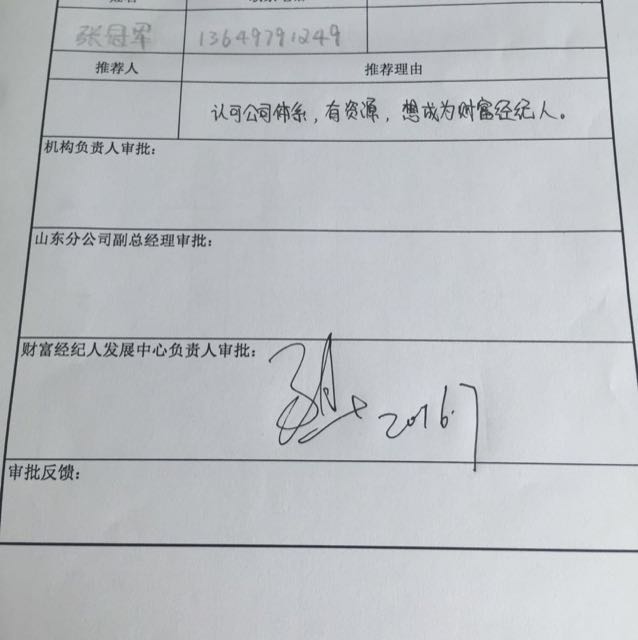 张冠军 13649791249
推荐人 推荐理由
认可公司体系，有资源，想成为财富经纪人。
机构负责人审批：
山东分公司副总经理审批：
财富经纪人发展中心负责人审批：
2016.7
审批反馈：